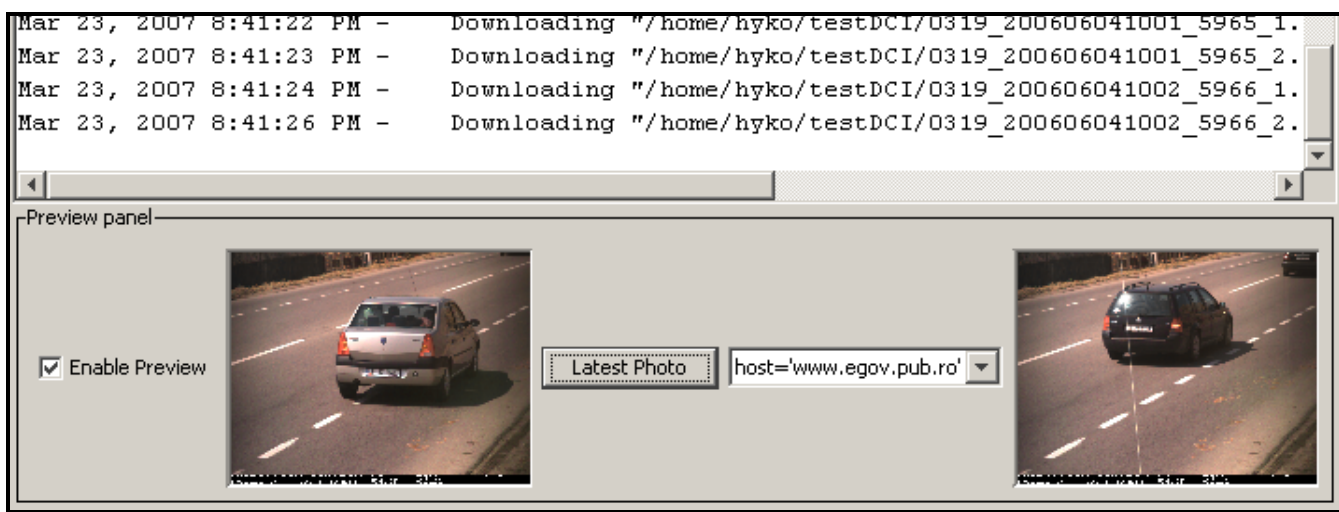 Mar 23, 2007 8:41:22 PM - Downloading "/home/hyko/testDCI/0319_200606041001_5965_1.
Mar 23, 2007 8:41:23 PM - Downloading "/home/hyko/testDCI/0319_200606041001_5965_2.
Mar 23, 2007 8:41:24 PM - Downloading "/home/hyko/testDCI/0319_200606041002_5966_1.
Mar 23, 2007 8:41:26 PM - Downloading "/home/hyko/testDCI/0319_200606041002_5966_2.
Preview panel
Enable Preview
Latest Photo
host='www.egov.pub.ro'